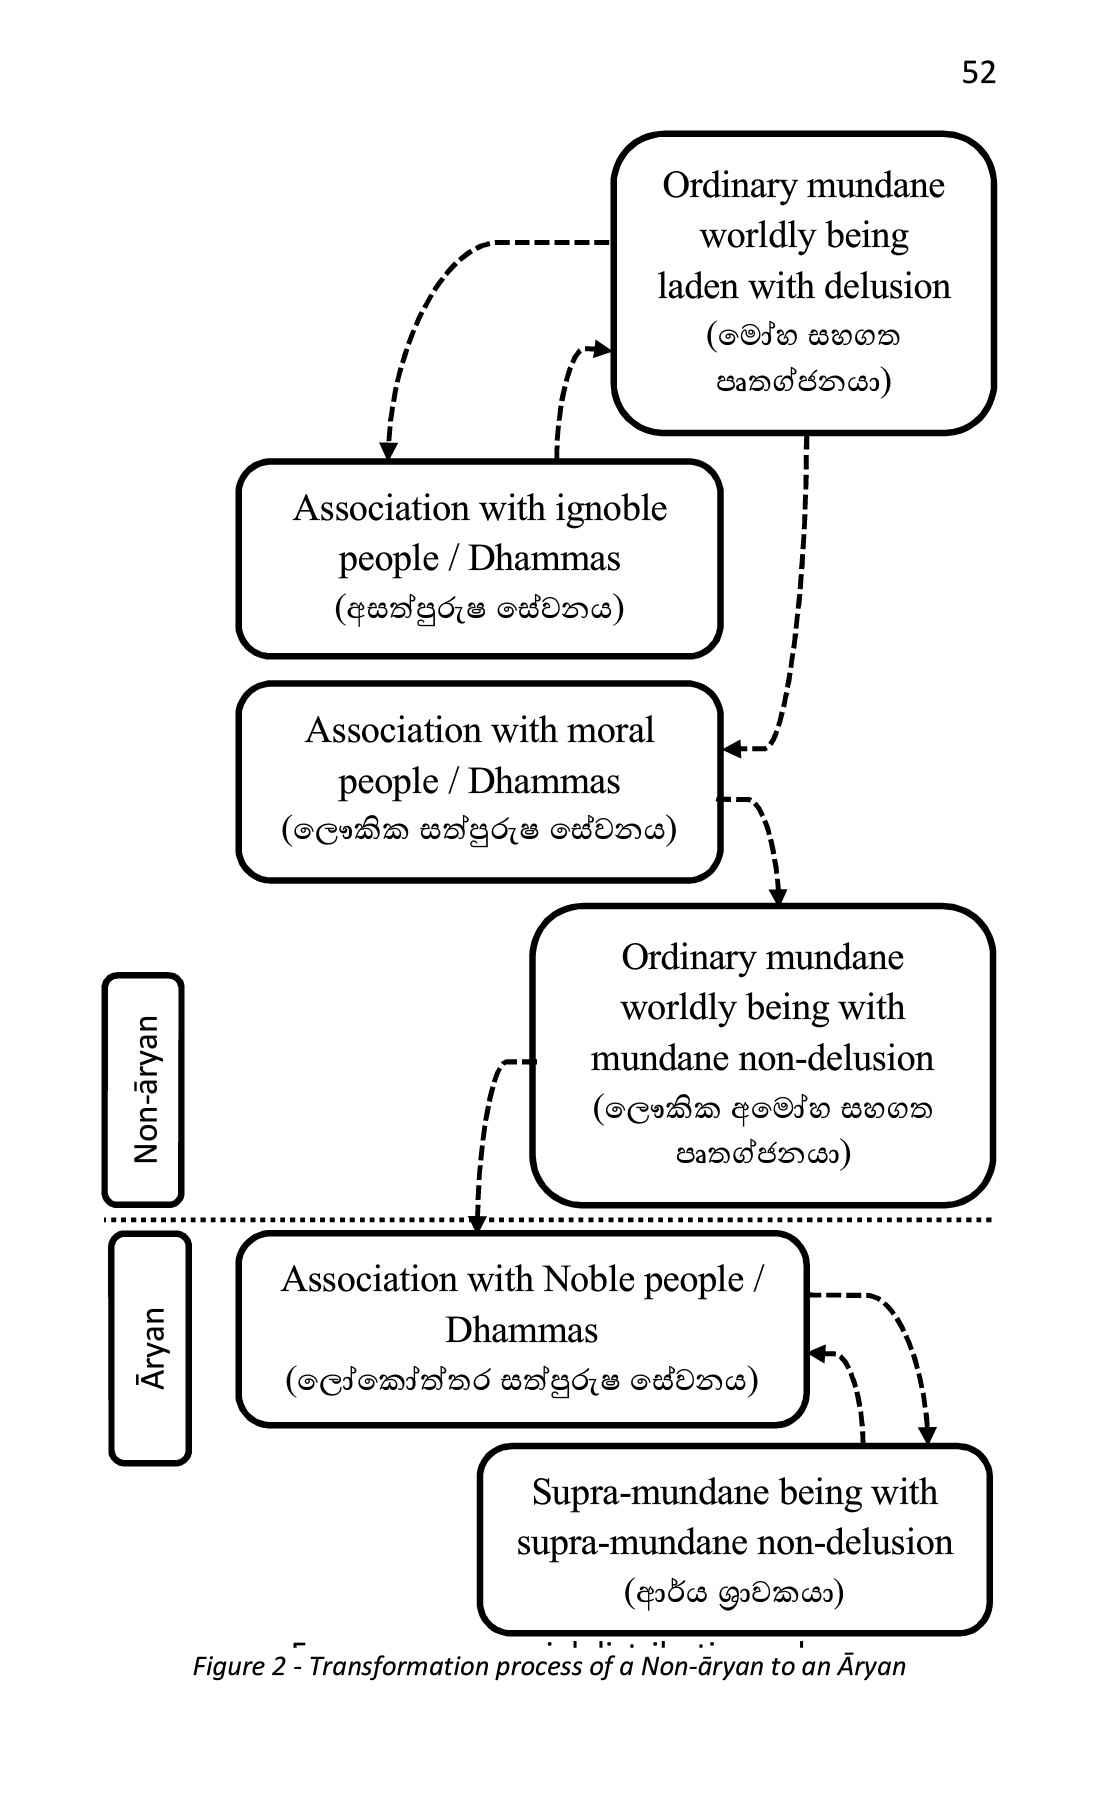 52
Ordinary mundane
worldly being
laden with delusion
(මෝහ සහගත
පෘතග්ජනයා)
Association with ignoble
people / Dhammas
(අසත්පුරුෂ සේවනය)
Association with moral
people / Dhammas
(ලෞකික සත්පුරුෂ සේවනය)
Ordinary mundane
worldly being with
mundane non-delusion
(ලෞකික අමෝහ සහගත
පෘතග්ජනයා)
Non-āryan
Āryan
Association with Noble people /
Dhammas
(ලෝකෝත්තර සත්පුරුෂ සේවනය)
Supra-mundane being with
supra-mundane non-delusion
(ආර්ය ශ්‍රාවකයා)
Figure 2 - Transformation process of a Non-āryan to an Āryan